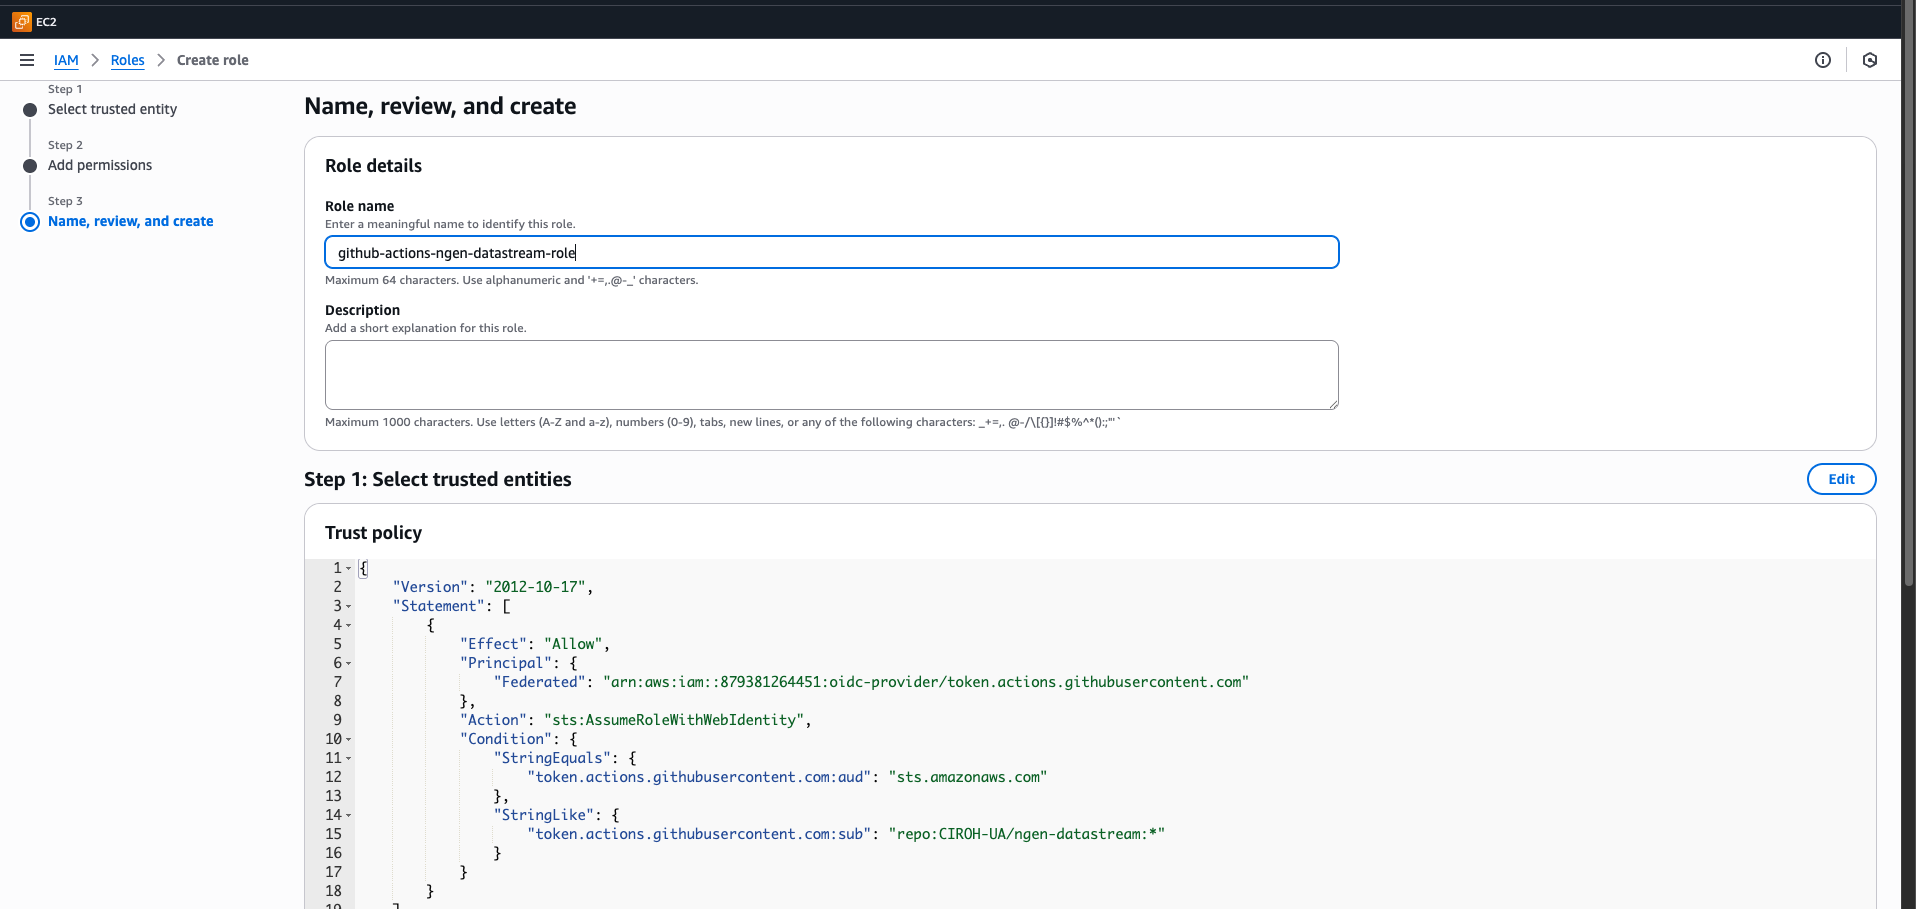 EC2
IAM > Roles > Create role
Step 1
Select trusted entity
Step 2
Add permissions
Step 3
Name, review, and create
Name, review, and create
Role details
Role name
Enter a meaningful name to identify this role.
github-actions-ngen-datastream-role
Maximum 64 characters. Use alphanumeric and '+=,.@-_' characters.
Description
Add a short explanation for this role.
Maximum 1000 characters. Use letters (A-Z and a-z), numbers (0-9), tabs, new lines, or any of the following characters: _+=,. @-/\[{}]!#$%^*();:"'`
Step 1: Select trusted entities
Edit
Trust policy
1 {
2 "Version": "2012-10-17",
3 "Statement": [
4 {
5 "Effect": "Allow",
6 "Principal": {
7 "Federated": "arn:aws:iam::879381264451:oidc-provider/token.actions.githubusercontent.com"
8 },
9 "Action": "sts:AssumeRoleWithWebIdentity",
10 "Condition": {
11 "StringEquals": {
12 "token.actions.githubusercontent.com:aud": "sts.amazonaws.com"
13 },
14 "StringLike": {
15 "token.actions.githubusercontent.com:sub": "repo:CIROH-UA/ngen-datastream:*"
16 }
17 }
18 }
19 ]